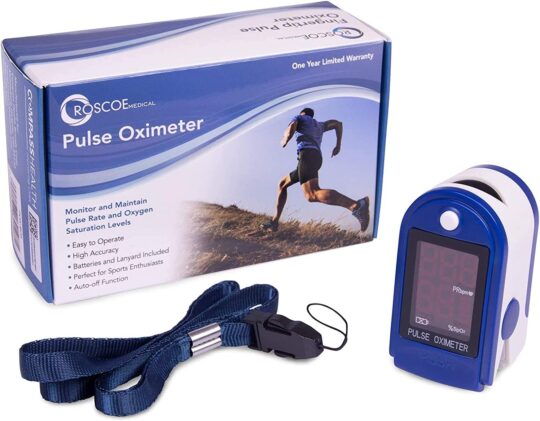 Fingertip Pulse
Oximeter
One Year Limited Warranty
ROSCOE MEDICAL
Pulse Oximeter
Monitor and Maintain
Pulse Rate and Oxygen
Saturation Levels
• Easy to Operate
• High Accuracy
• Batteries and Lanyard Included
• Perfect for Sports Enthusiasts
• Auto-off Function
COMPASS HEALTH
PRbpm
%SpO2
PULSE OXIMETER